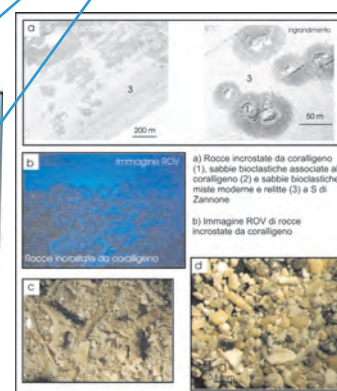 a
ingrandimento
3
200 m
3
50 m
b
Immagine ROV
Rocce incrostate da coralligeno
a) Rocce incrostate da coralligeno
(1), sabbie bioclastiche associate al
coralligeno (2) e sabbie bioclastiche
miste moderne e relitte (3) a S di
Zannone
b) Immagine ROV di rocce
incrostate da coralligeno
c
d